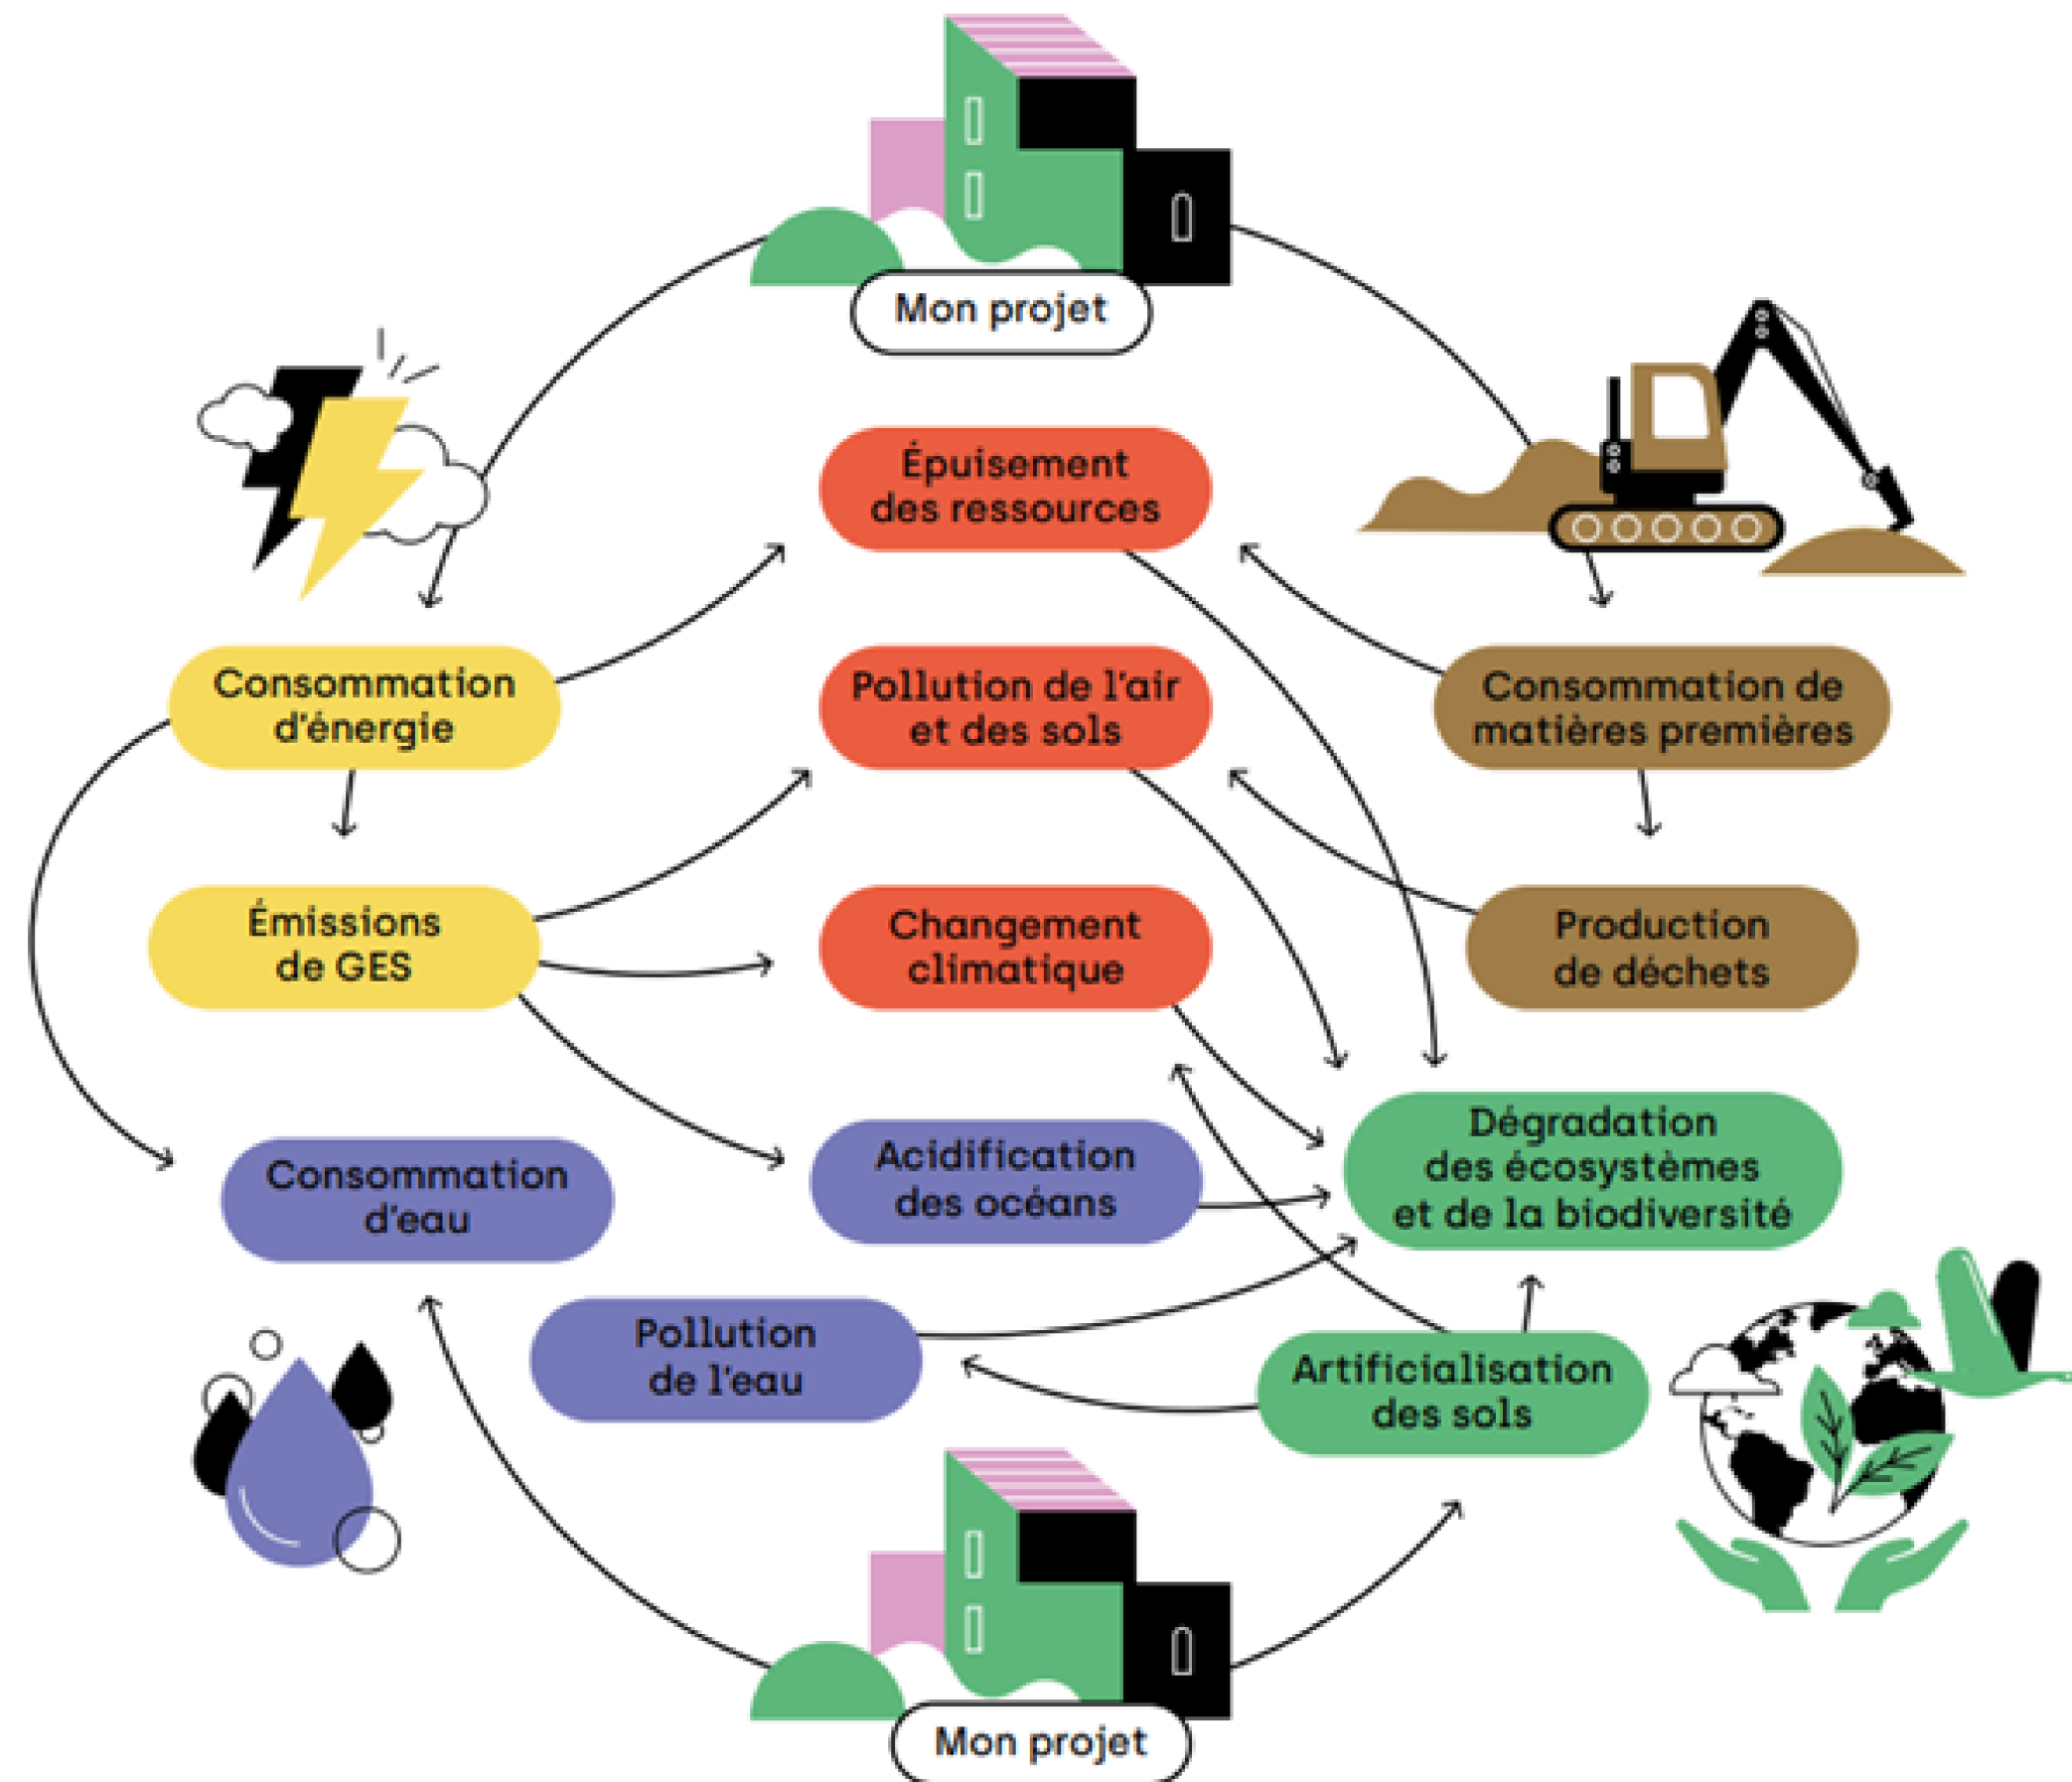 Mon projet
Épuisement
des ressources
Consommation
d'énergie
Pollution de l'air
et des sols
Consommation de
matières premières
Émissions
de GES
Changement
climatique
Production
de déchets
Consommation
d'eau
Acidification
des océans
Dégradation
des écosystèmes
et de la biodiversité
Pollution
de l'eau
Artificialisation
des sols
Mon projet